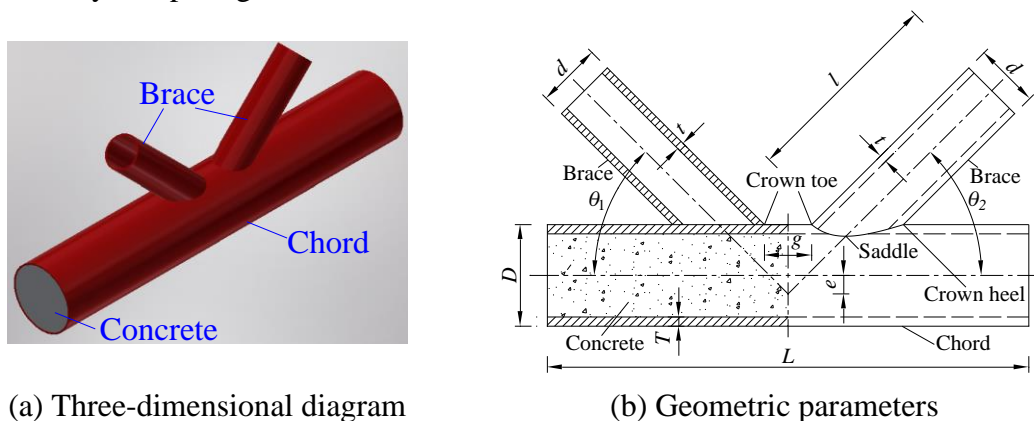 Brace
Chord
Concrete
d
t
l
t
d
Brace
θ1
Crown toe
Brace
θ2
D
g
Saddle
e
Crown heel
Concrete
T
Chord
L
(a) Three-dimensional diagram
(b) Geometric parameters